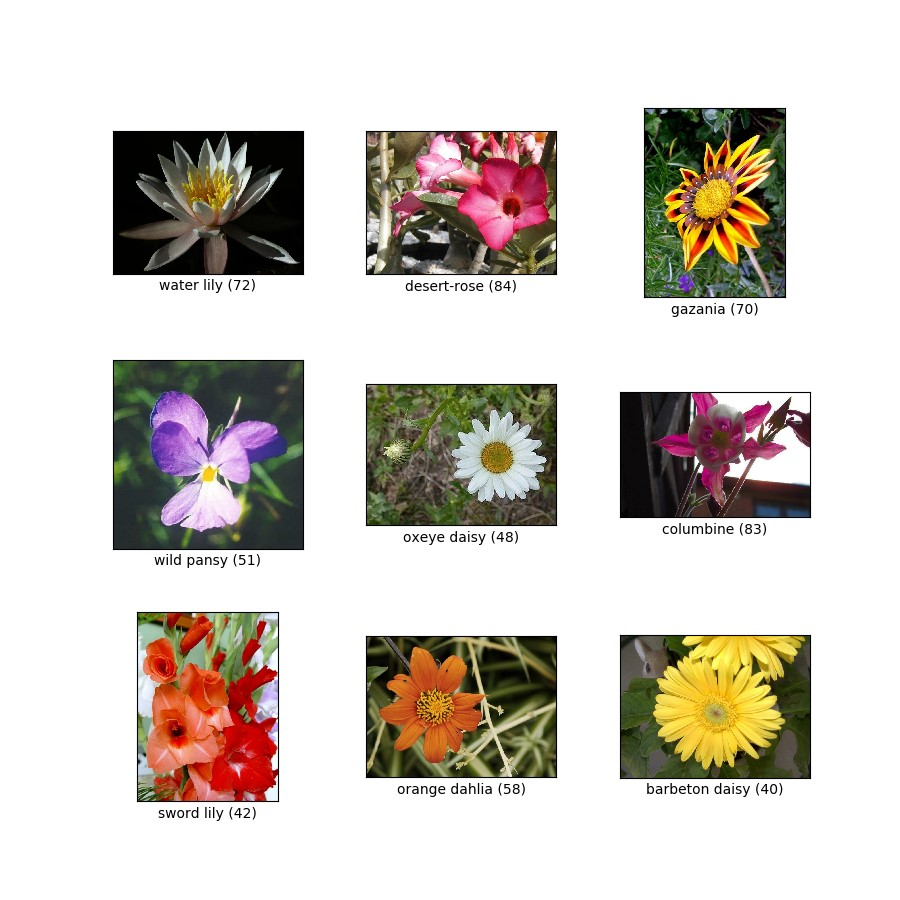 water lily (72)
desert-rose (84)
gazania (70)
wild pansy (51)
oxeye daisy (48)
columbine (83)
sword lily (42)
orange dahlia (58)
barbeton daisy (40)